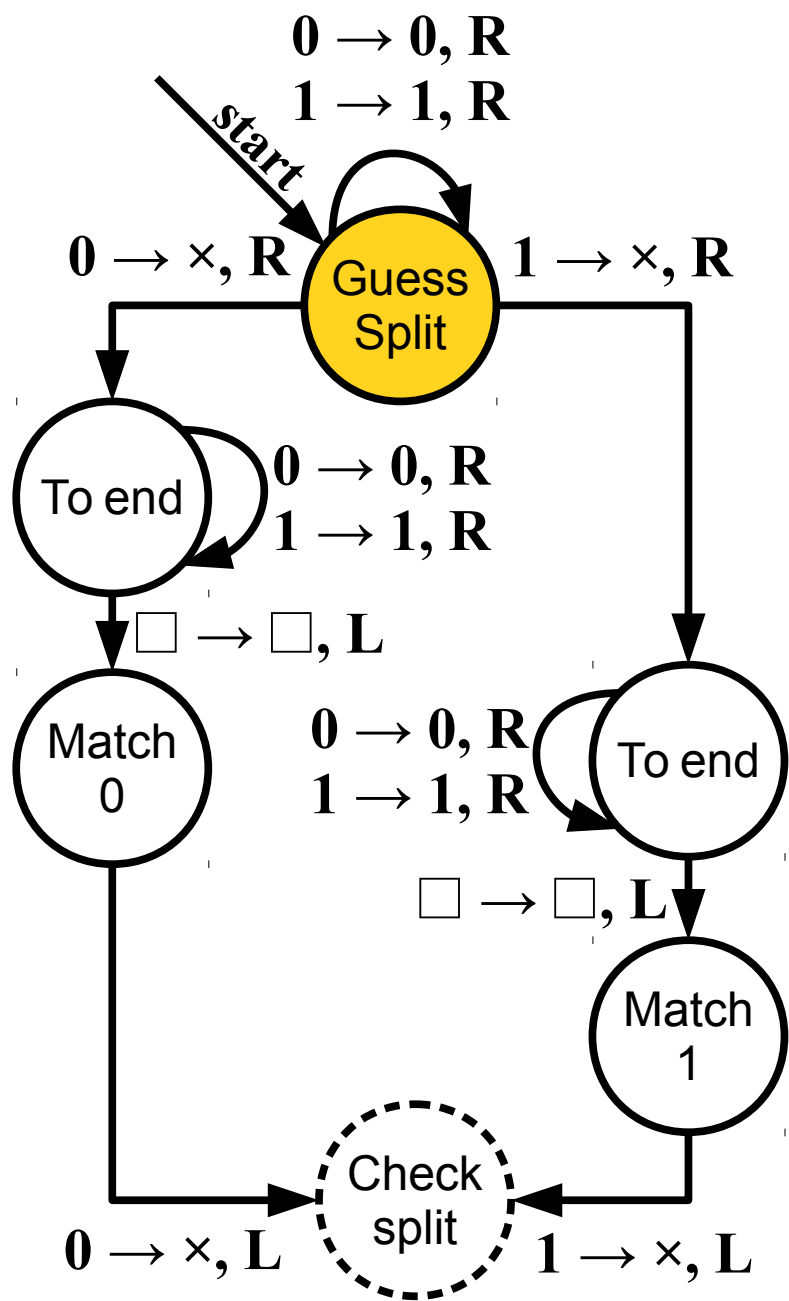 0 → 0, R
1 → 1, R
start
0 → ×, R
1 → ×, R
Guess
Split
To end
0 → 0, R
1 → 1, R
□ → □, L
Match
0
0 → 0, R
1 → 1, R
To end
□ → □, L
Match
1
Check
split
0 → ×, L
1 → ×, L